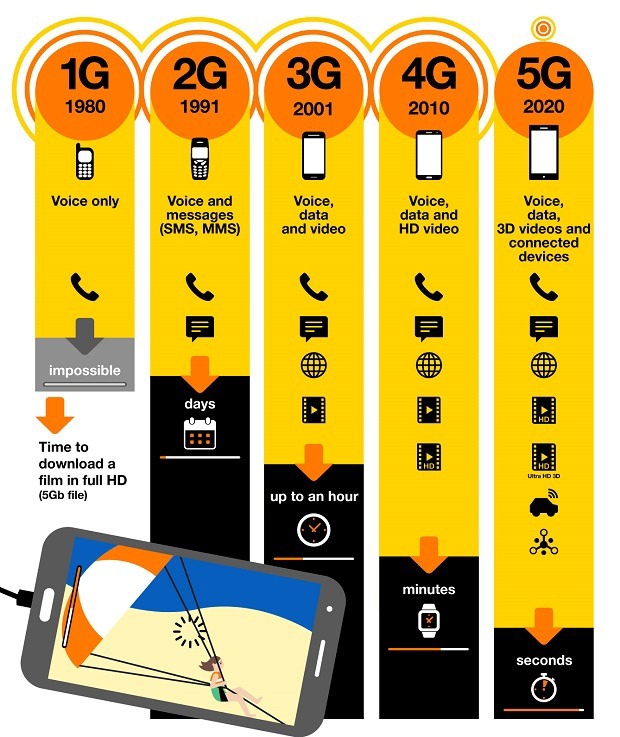 1G
1980
Voice only
impossible
Time to
download a
film in full HD
(5Gb file)
2G
1991
Voice and
messages
(SMS, MMS)
days
3G
2001
Voice,
data
and video
up to an hour
4G
2010
Voice,
data and
HD video
HD
minutes
5G
2020
Voice,
data,
3D videos and
connected
devices
HD
HD
Ultra HD 3D
seconds